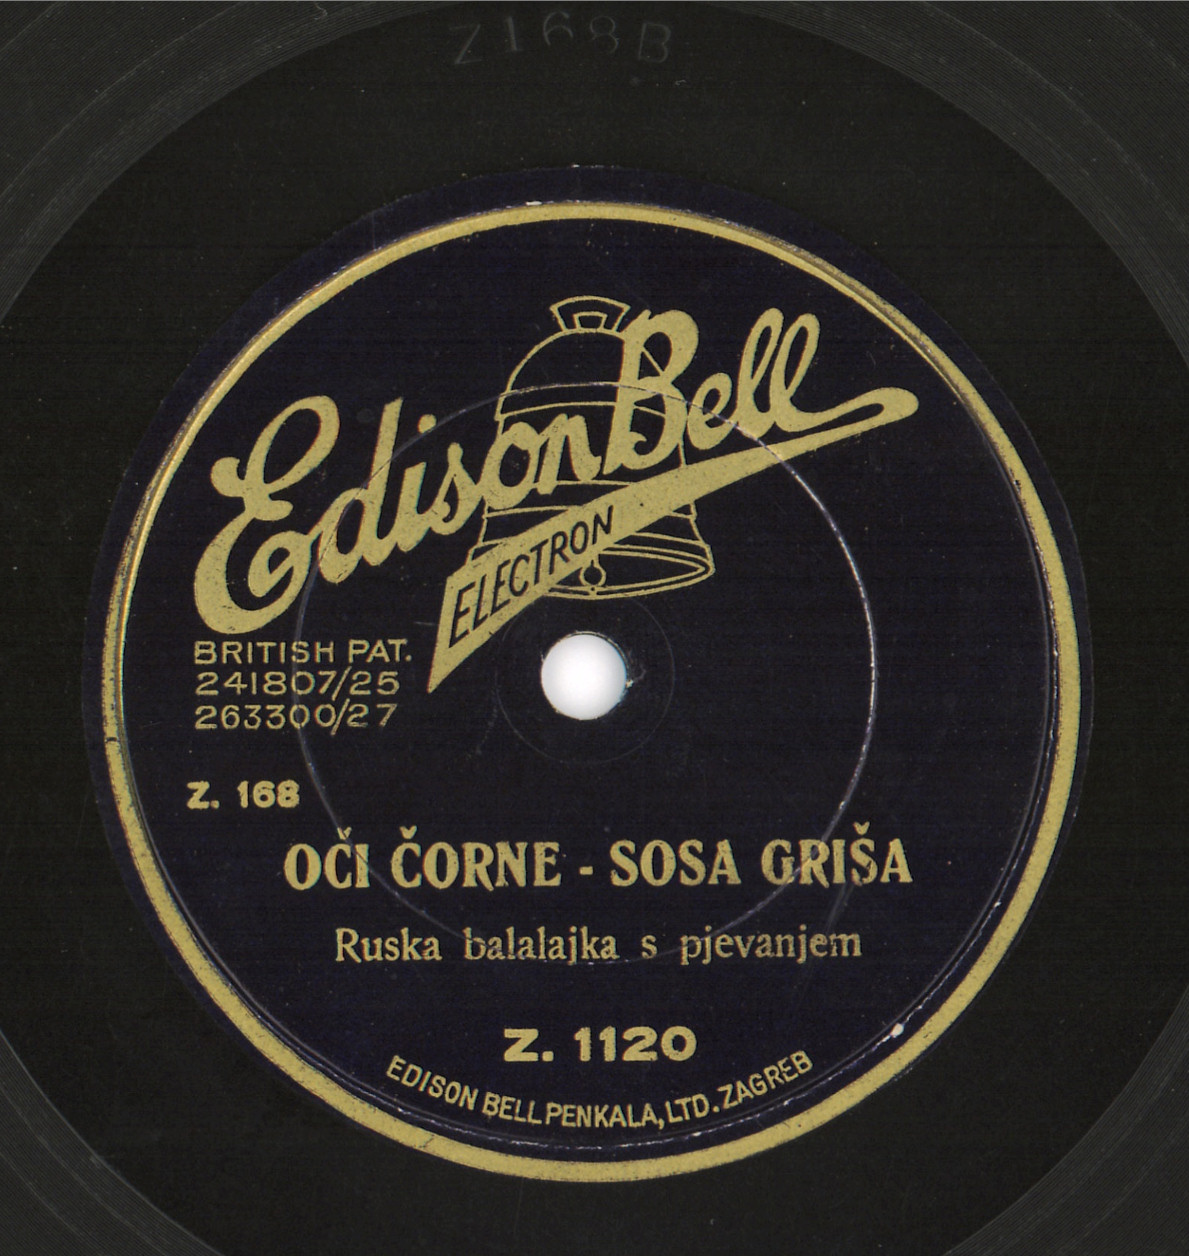 Z168B
Edison Bell
ELECTRON
BRITISH PAT.
241807/25
263300/27
Z. 168
OČI ČORNE - SOSA GRIŠA
Ruska balalajka s pjevanjem
Z. 1120
EDISON BELL PENKALA, LTD. ZAGREB